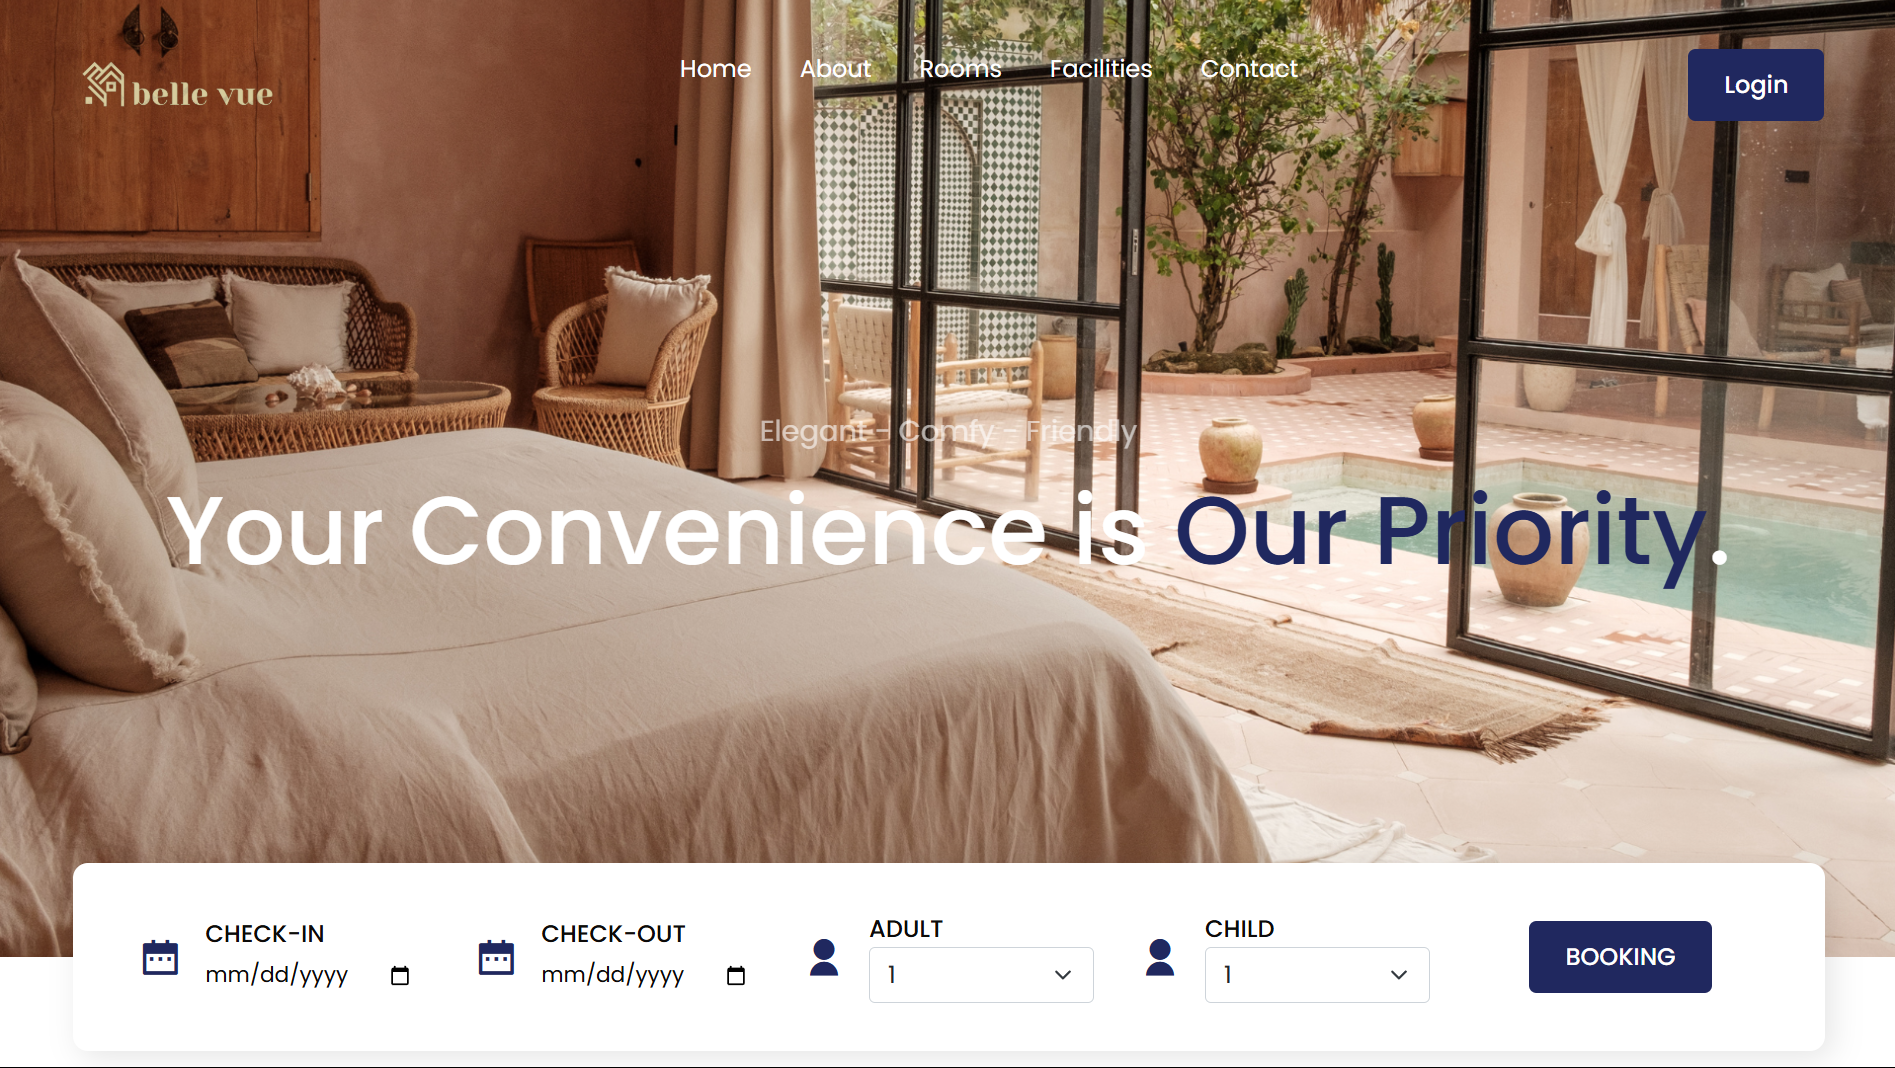 belle vue
Home About Rooms Facilities Contact
Login
Elegant - Comfy - Friendly
Your Convenience is Our Priority.
CHECK-IN
mm/dd/yyyy
CHECK-OUT
mm/dd/yyyy
ADULT
1
CHILD
1
BOOKING